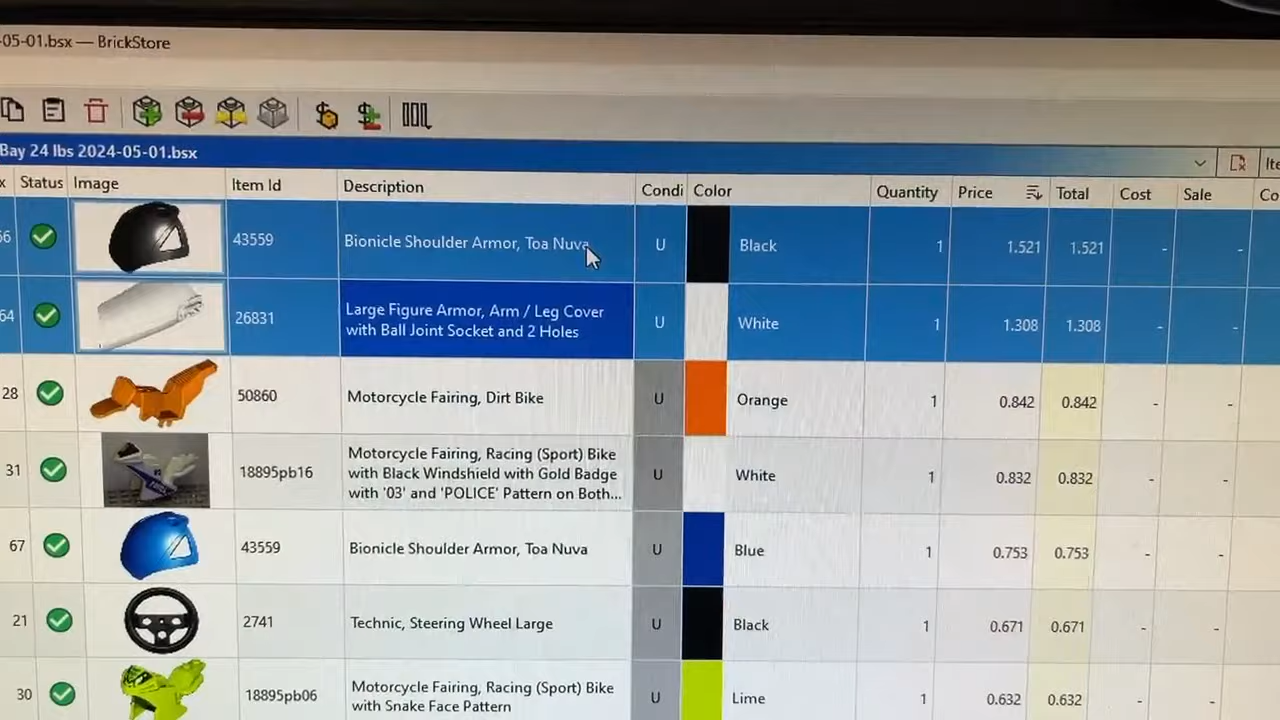 -05-01.bsx — BrickStore
Bay 24 lbs 2024-05-01.bsx
x Status Image Item Id Description Condi Color Quantity Price Total Cost Sale Co
56 43559 Bionicle Shoulder Armor, Toa Nuva U Black 1 1.521 1.521 - -
64 26831 Large Figure Armor, Arm / Leg Cover
with Ball Joint Socket and 2 Holes U White 1 1.308 1.308 - -
28 50860 Motorcycle Fairing, Dirt Bike U Orange 1 0.842 0.842 - -
31 18895pb16 Motorcycle Fairing, Racing (Sport) Bike
with Black Windshield with Gold Badge
with '03' and 'POLICE' Pattern on Both... U White 1 0.832 0.832 - -
67 43559 Bionicle Shoulder Armor, Toa Nuva U Blue 1 0.753 0.753 - -
21 2741 Technic, Steering Wheel Large U Black 1 0.671 0.671 - -
30 18895pb06 Motorcycle Fairing, Racing (Sport) Bike
with Snake Face Pattern U Lime 1 0.632 0.632 - -